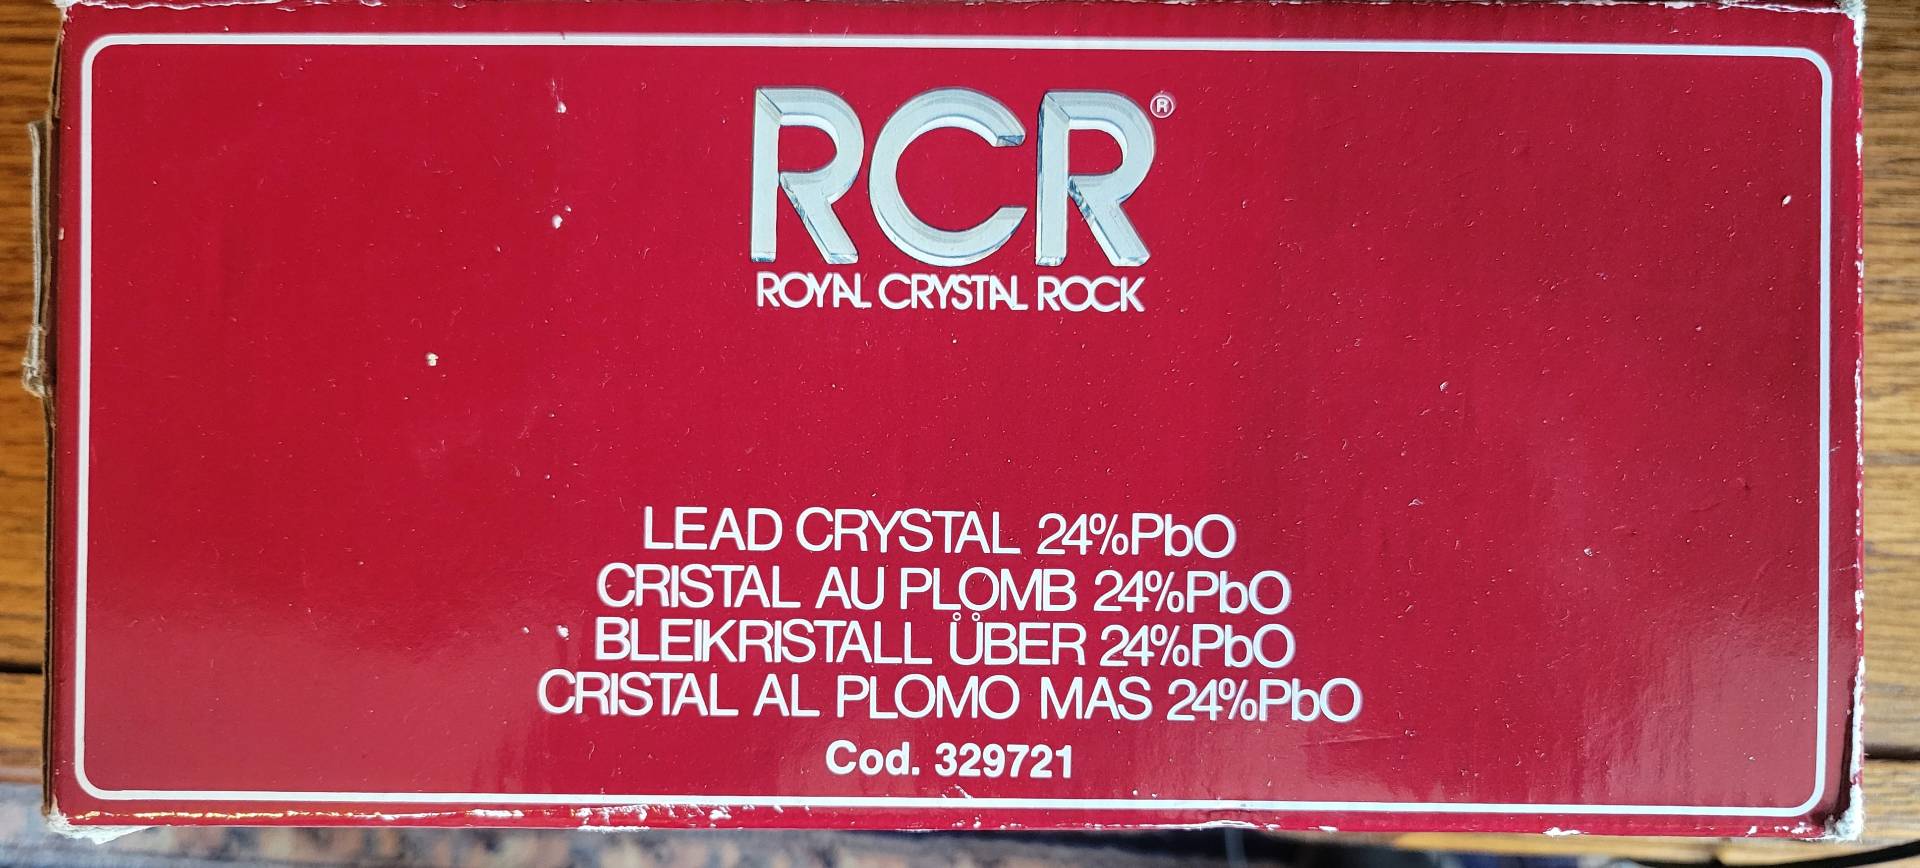 RCR®
ROYAL CRYSTAL ROCK
LEAD CRYSTAL 24%PbO
CRISTAL AU PLOMB 24%PbO
BLEIKRISTALL ÜBER 24%PbO
CRISTAL AL PLOMO MAS 24%PbO
Cod. 329721